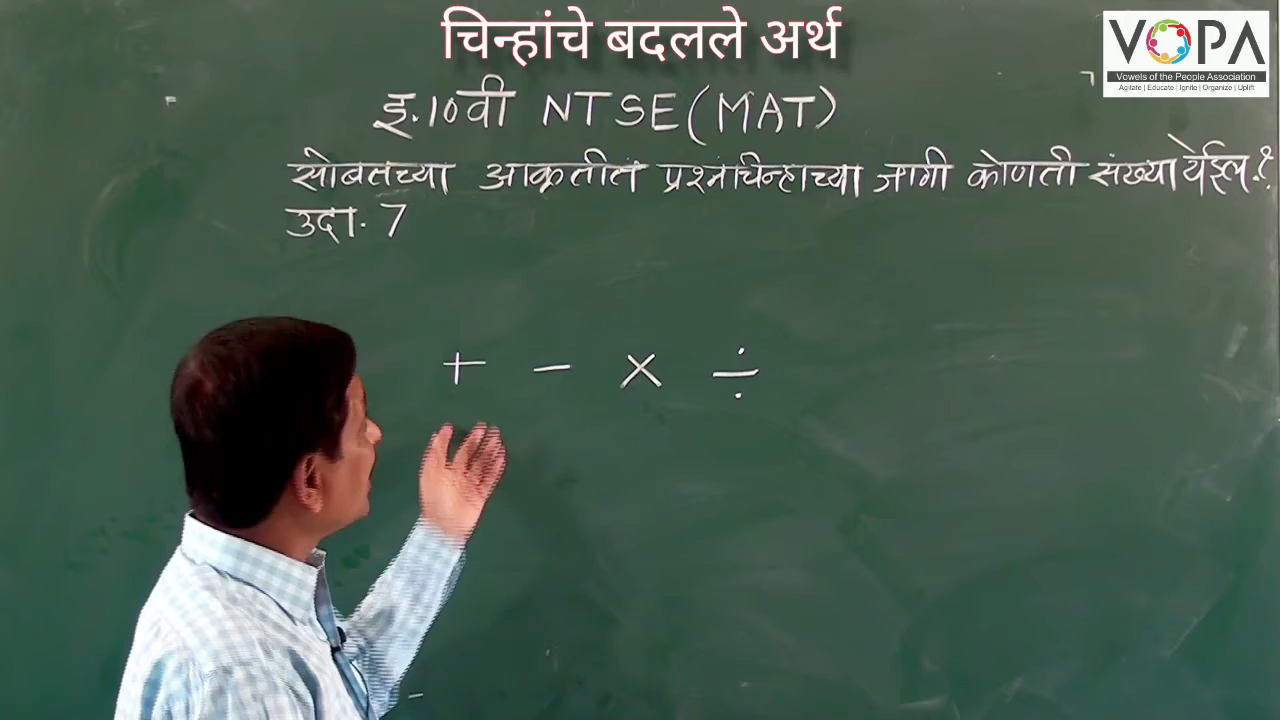 चिन्हांचे बदलले अर्थ
VOPA
Vowels of the People Association
Agitate | Educate | Ignite | Organize | Uplift
इ.10वी NTSE (MAT)
सोबतच्या आकृतीत प्रश्नचिन्हाच्या जागी कोणती संख्या येईल.?
उदा. 7
+ - × ÷